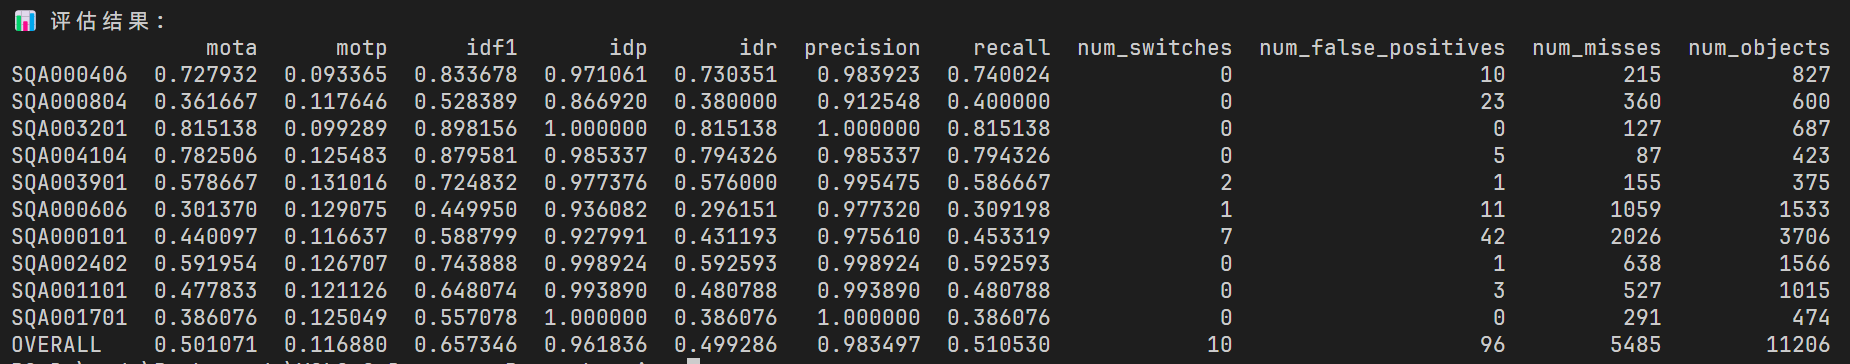 📊 评估结果:
mota motp idf1 idp idr precision recall num_switches num_false_positives num_misses num_objects
SQA000406 0.727932 0.093365 0.833678 0.971061 0.730351 0.983923 0.740024 0 10 215 827
SQA000804 0.361667 0.117646 0.528389 0.866920 0.380000 0.912548 0.400000 0 23 360 600
SQA003201 0.815138 0.099289 0.898156 1.000000 0.815138 1.000000 0.815138 0 0 127 687
SQA004104 0.782506 0.125483 0.879581 0.985337 0.794326 0.985337 0.794326 0 5 87 423
SQA003901 0.578667 0.131016 0.724832 0.977376 0.576000 0.995475 0.586667 2 1 155 375
SQA000606 0.301370 0.129075 0.449950 0.936082 0.296151 0.977320 0.309198 1 11 1059 1533
SQA000101 0.440097 0.116637 0.588799 0.927991 0.431193 0.975610 0.453319 7 42 2026 3706
SQA002402 0.591954 0.126707 0.743888 0.998924 0.592593 0.998924 0.592593 0 1 638 1566
SQA001101 0.477833 0.121126 0.648074 0.993890 0.480788 0.993890 0.480788 0 3 527 1015
SQA001701 0.386076 0.125049 0.557078 1.000000 0.386076 1.000000 0.386076 0 0 291 474
OVERALL 0.501071 0.116880 0.657346 0.961836 0.499286 0.983497 0.510530 10 96 5485 11206